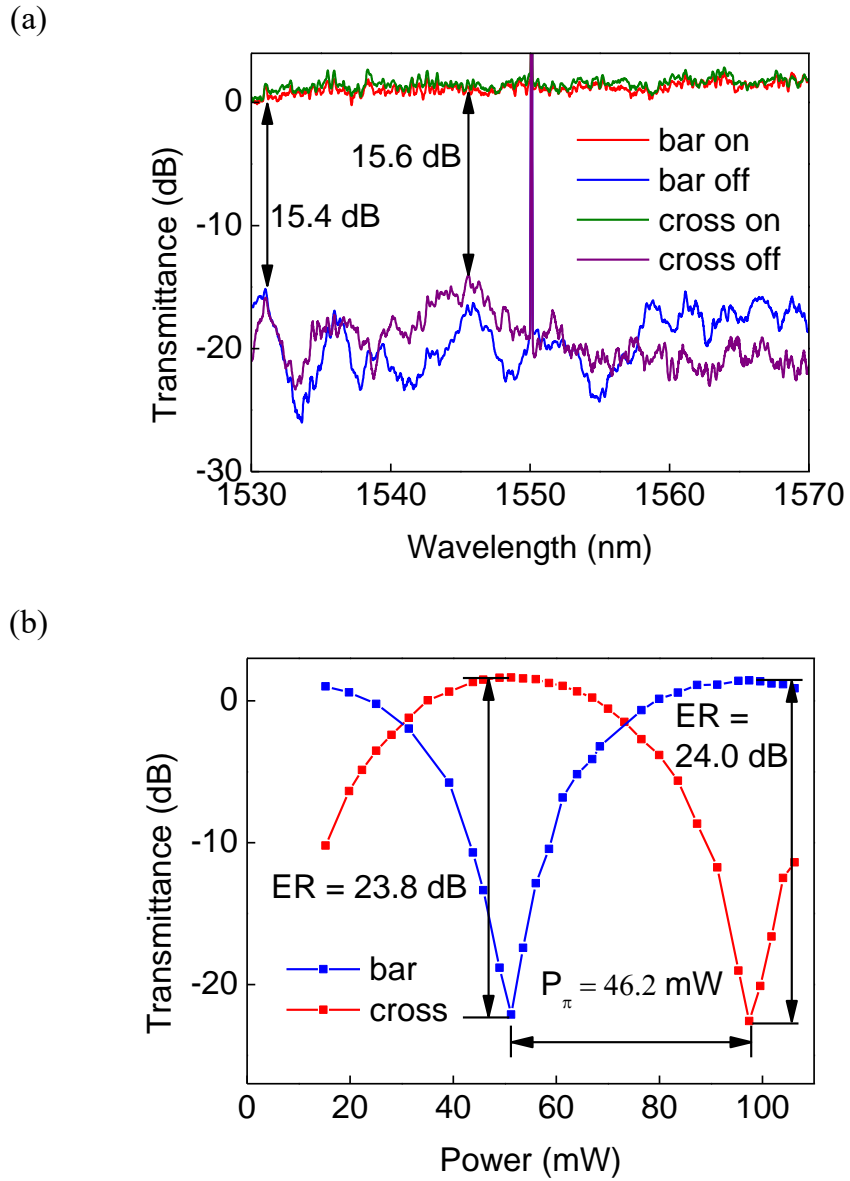 (a)
Transmittance (dB)
0
-10
-20
-30
15.4 dB
15.6 dB
bar on
bar off
cross on
cross off
1530
1540
1550
1560
1570
Wavelength (nm)
(b)
Transmittance (dB)
0
-10
-20
ER = 23.8 dB
ER =
24.0 dB
Pπ = 46.2 mW
bar
cross
0
20
40
60
80
100
Power (mW)